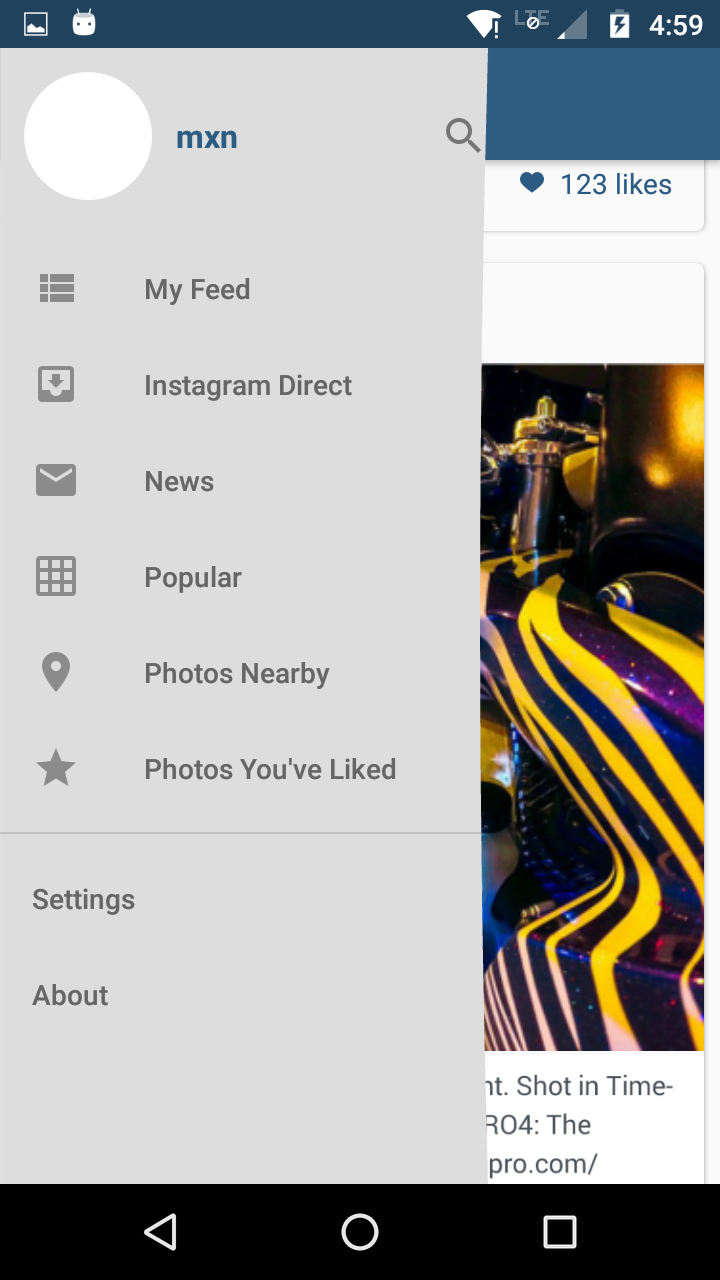 LTE 4:59
mxn
123 likes
My Feed
Instagram Direct
News
Popular
Photos Nearby
Photos You've Liked
Settings
About
Shot in Time-
RO4: The
pro.com/